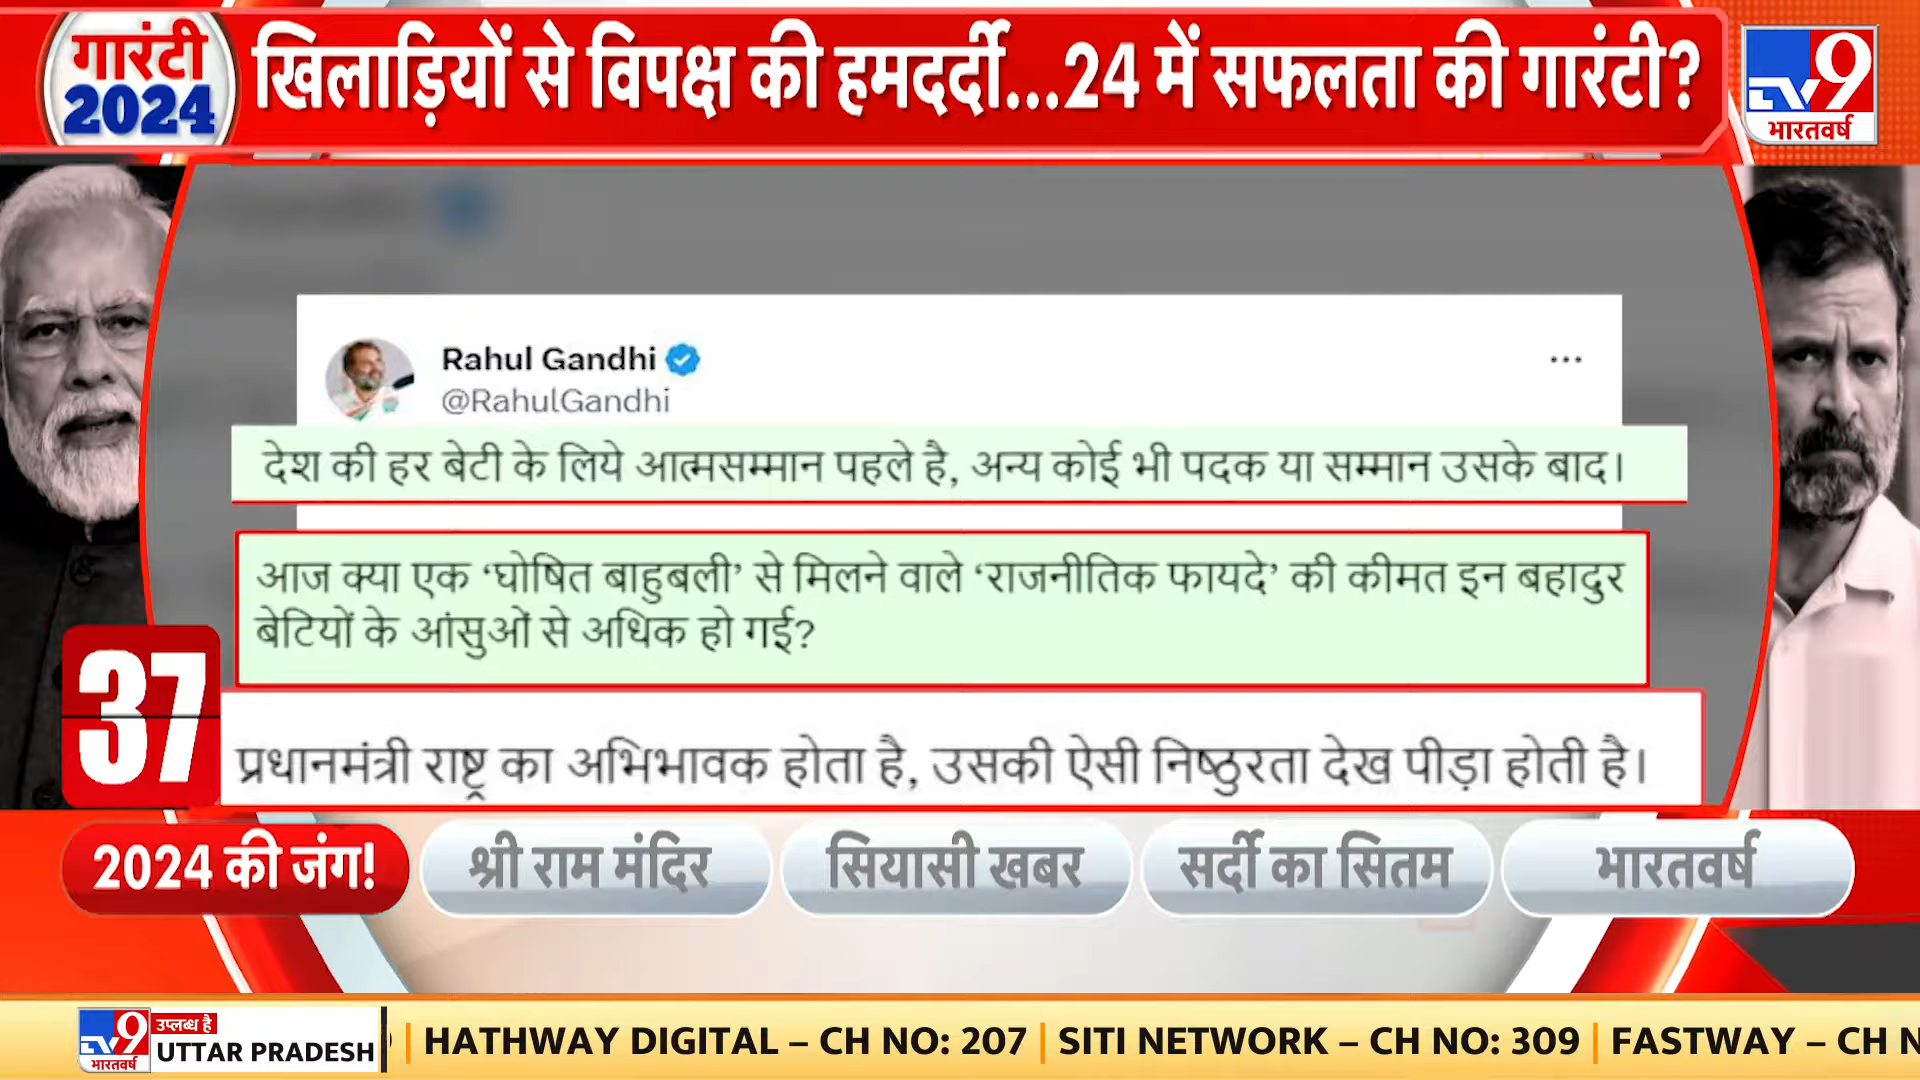 गारंटी
2024
खिलाड़ियों से विपक्ष की हमदर्दी...24 में सफलता की गारंटी?
TV9
भारतवर्ष
Rahul Gandhi
@RahulGandhi
देश की हर बेटी के लिये आत्मसम्मान पहले है, अन्य कोई भी पदक या सम्मान उसके बाद।
आज क्या एक ‘घोषित बाहुबली’ से मिलने वाले ‘राजनीतिक फायदे’ की कीमत इन बहादुर
बेटियों के आंसुओं से अधिक हो गई?
37
प्रधानमंत्री राष्ट्र का अभिभावक होता है, उसकी ऐसी निष्ठुरता देख पीड़ा होती है।
2024 की जंग!
श्री राम मंदिर
सियासी खबर
सर्दी का सितम
भारतवर्ष
TV9
भारतवर्ष
उपलब्ध है
UTTAR PRADESH
| HATHWAY DIGITAL – CH NO: 207 | SITI NETWORK – CH NO: 309 | FASTWAY – CH